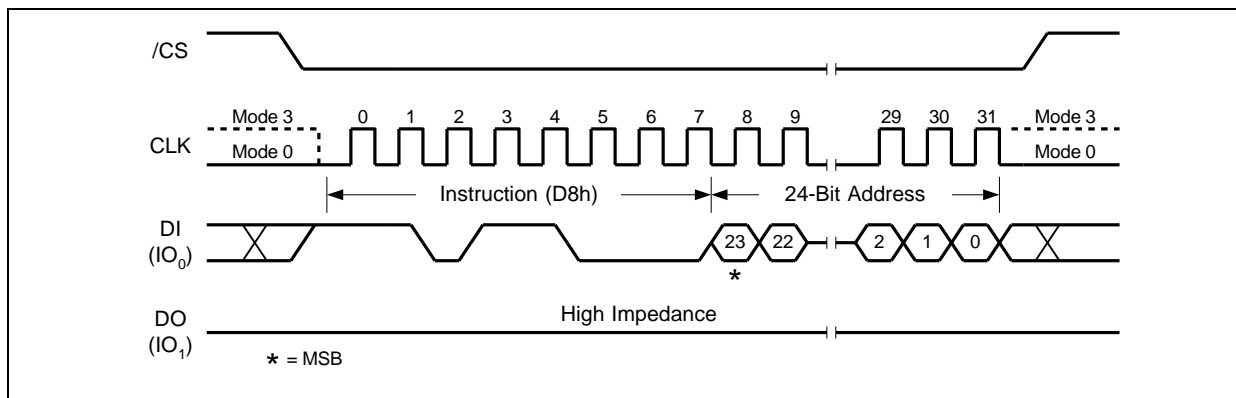 /CS
Mode 3 0 1 2 3 4 5 6 7 8 9 29 30 31 Mode 3
CLK
Mode 0 Mode 0
Instruction (D8h) 24-Bit Address
DI
(IO0) 23 22 2 1 0
*
High Impedance
DO
(IO1)
* = MSB